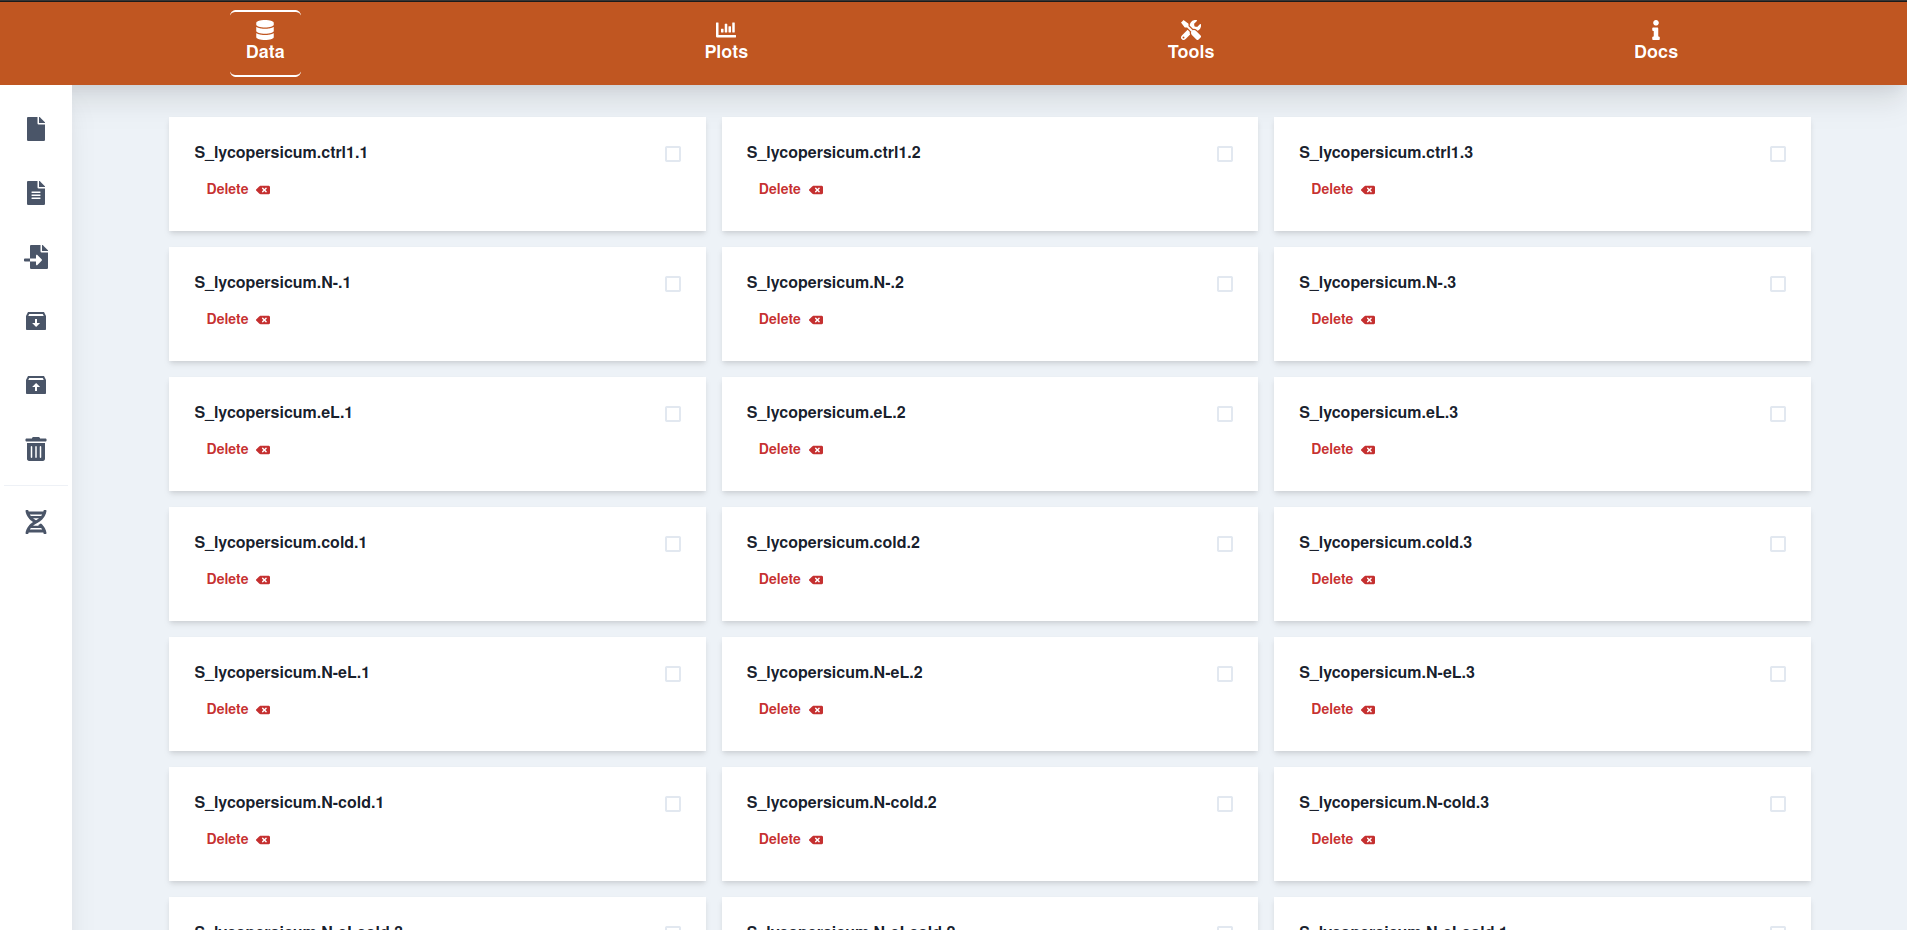 Data
Plots
Tools
Docs
S_lycopersicum.ctrl1.1
S_lycopersicum.ctrl1.2
S_lycopersicum.ctrl1.3
Delete
Delete
Delete
S_lycopersicum.N-.1
S_lycopersicum.N-.2
S_lycopersicum.N-.3
Delete
Delete
Delete
S_lycopersicum.eL.1
S_lycopersicum.eL.2
S_lycopersicum.eL.3
Delete
Delete
Delete
S_lycopersicum.cold.1
S_lycopersicum.cold.2
S_lycopersicum.cold.3
Delete
Delete
Delete
S_lycopersicum.N-eL.1
S_lycopersicum.N-eL.2
S_lycopersicum.N-eL.3
Delete
Delete
Delete
S_lycopersicum.N-cold.1
S_lycopersicum.N-cold.2
S_lycopersicum.N-cold.3
Delete
Delete
Delete